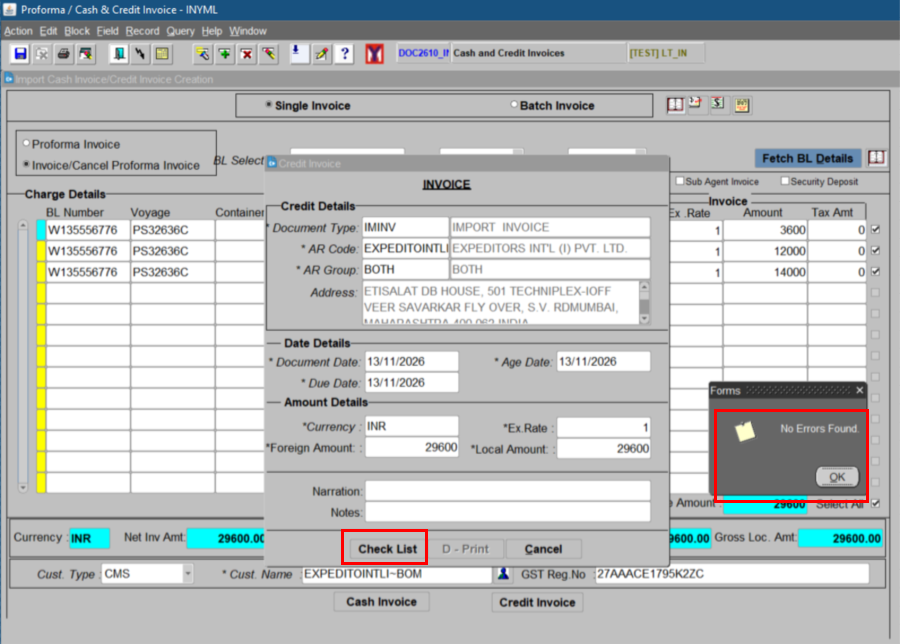 Proforma / Cash & Credit Invoice - INYML
Action Edit Block Field Record Query Help Window
DOC2610_IN Cash and Credit Invoices [TEST] LT_IN
Import Cash Invoice/Credit Invoice Creation
Single Invoice Batch Invoice
Proforma Invoice
Invoice/Cancel Proforma Invoice BL Select
Fetch BL Details
Sub Agent Invoice Security Deposit
Charge Details
Invoice
BL Number Voyage Container Ex .Rate Amount Tax Amt
W135556776 PS32636C 1 3600 0
W135556776 PS32636C 1 12000 0
W135556776 PS32636C 1 14000 0
Credit Invoice
INVOICE
Credit Details
* Document Type: IMINV IMPORT INVOICE
* AR Code: EXPEDITOINTLI EXPEDITORS INT'L (I) PVT. LTD.
* AR Group: BOTH BOTH
Address: ETISALAT DB HOUSE, 501 TECHNIPLEX-IOFF
VEER SAVARKAR FLY OVER, S.V. RDMUMBAI,
MAHARASHTRA 400 062 INDIA
Date Details
* Document Date: 13/11/2026 * Age Date: 13/11/2026
* Due Date: 13/11/2026
Amount Details
*Currency : INR *Ex.Rate : 1
*Foreign Amount: : 29600 *Local Amount: : 29600
Narration:
Notes:
Check List D - Print Cancel
Forms
No Errors Found.
OK
Amount : 29600 Select All
Currency : INR Net Inv Amt: 29600.00 9600.00 Gross Loc. Amt: 29600.00
Cust. Type CMS * Cust. Name : EXPEDITOINTLI~BOM GST Reg.No : 27AAACE1795K2ZC
Cash Invoice Credit Invoice